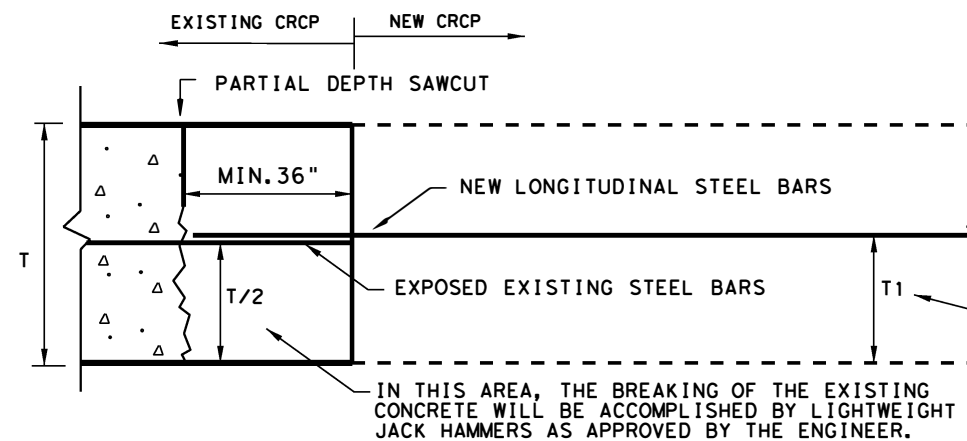 EXISTING CRCP
NEW CRCP
PARTIAL DEPTH SAWCUT
MIN.36"
NEW LONGITUDINAL STEEL BARS
T
T/2
EXPOSED EXISTING STEEL BARS
T1
IN THIS AREA, THE BREAKING OF THE EXISTING
CONCRETE WILL BE ACCOMPLISHED BY LIGHTWEIGHT
JACK HAMMERS AS APPROVED BY THE ENGINEER.